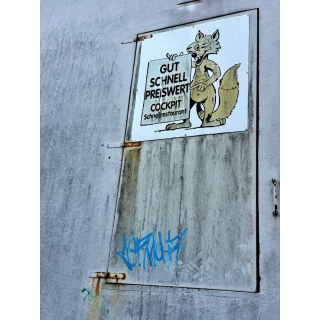 GUT
SCHNELL
PREISWERT
COCKPIT
Schnellrestaurant